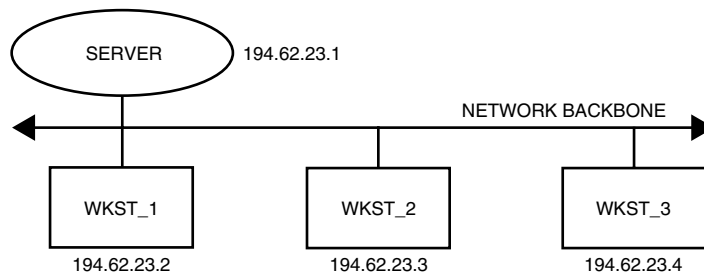 SERVER
194.62.23.1
NETWORK BACKBONE
WKST_1
WKST_2
WKST_3
194.62.23.2
194.62.23.3
194.62.23.4